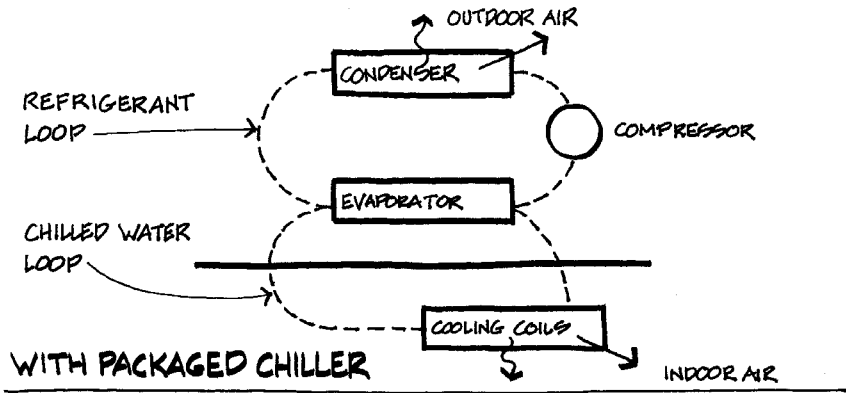 OUTDOOR AIR
CONDENSER
REFRIGERANT
LOOP
COMPRESSOR
EVAPORATOR
CHILLED WATER
LOOP
COOLING COILS
WITH PACKAGED CHILLER
INDOOR AIR